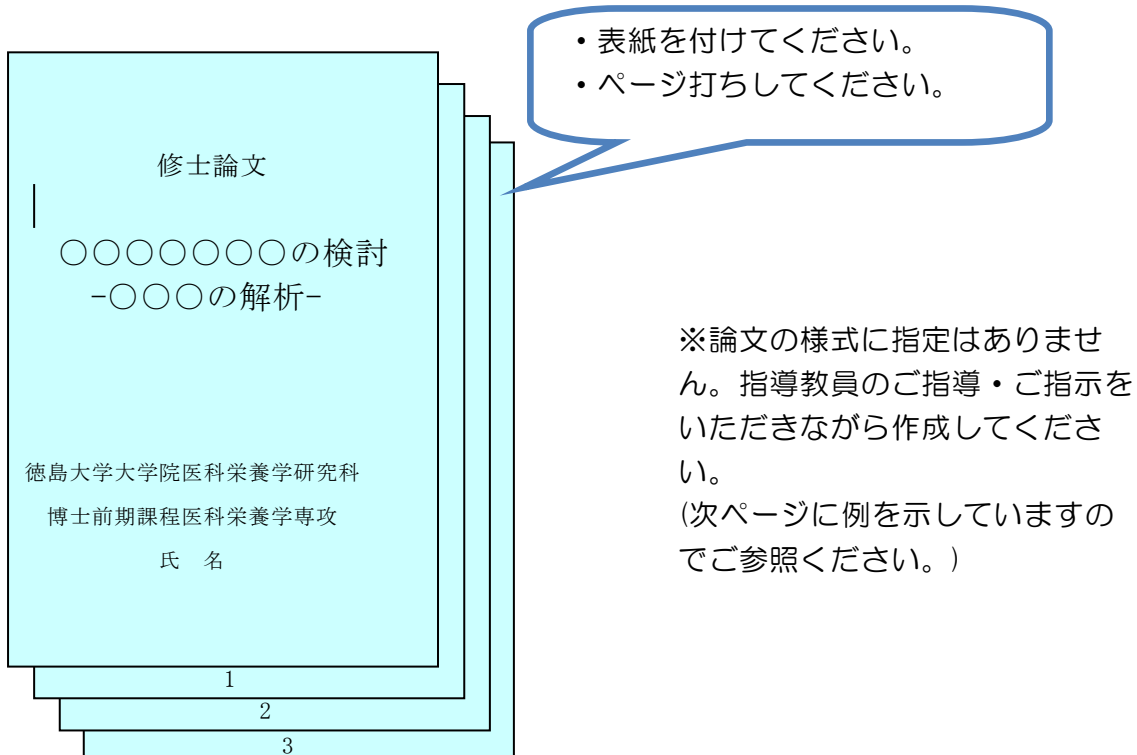 ・表紙を付けてください。
・ページ打ちしてください。
修士論文
○○○○○○○の検討
-○○○の解析-
徳島大学大学院医科栄養学研究科
博士前期課程医科栄養学専攻
氏　名
1
2
3
※論文の様式に指定はありませ
ん。指導教員のご指導・ご指示を
いただきながら作成してくださ
い。
(次ページに例を示していますの
でご参照ください。)